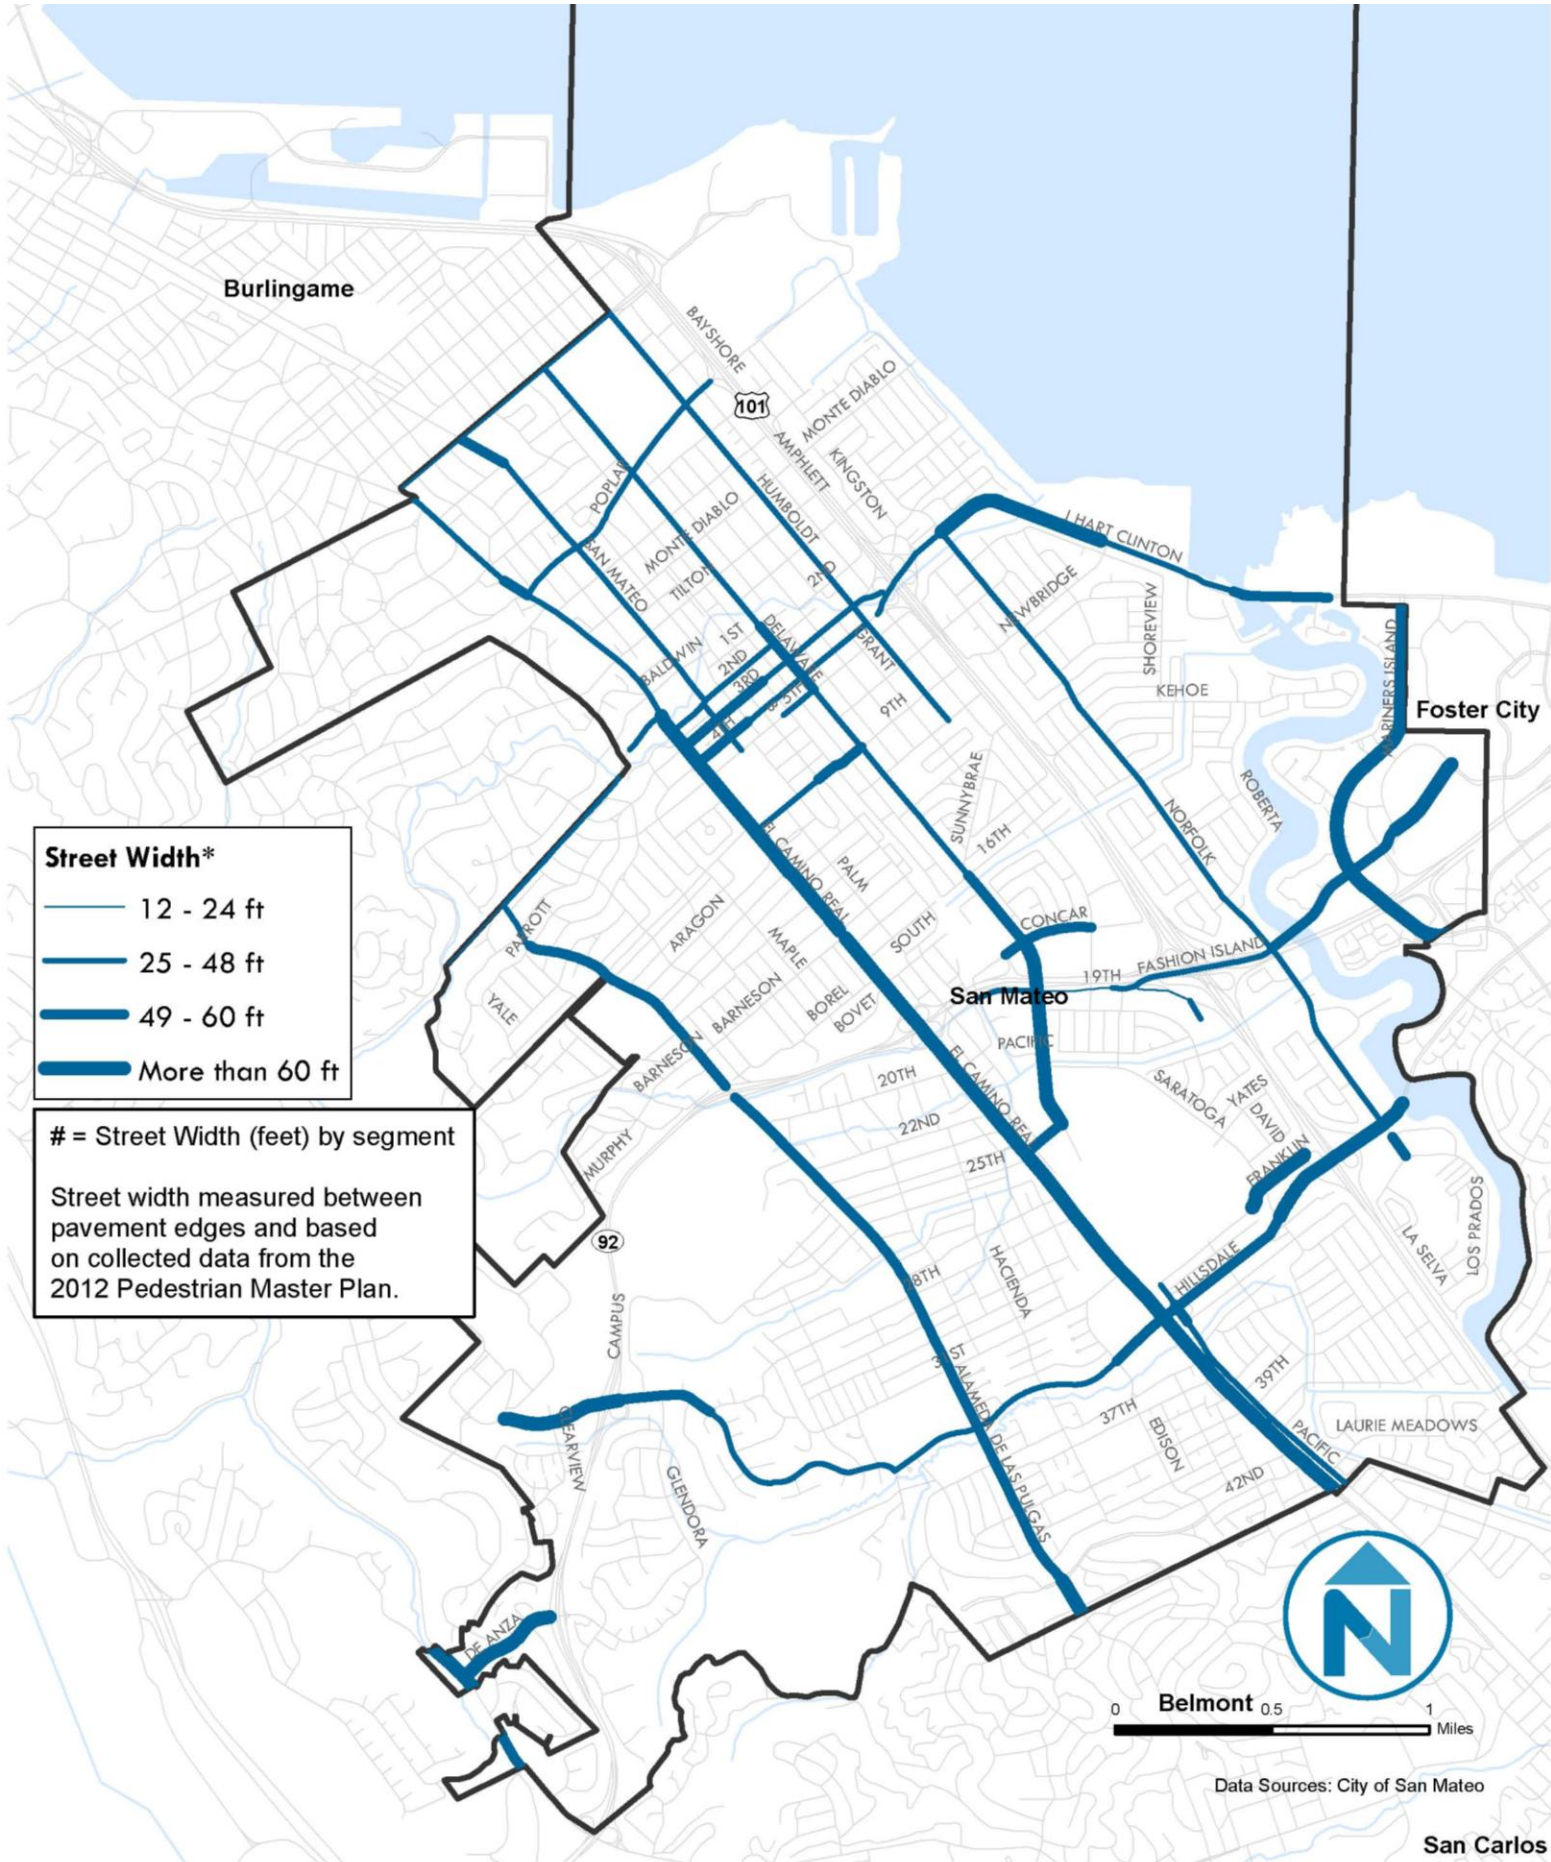 Burlingame
BAYSHORE
101
MONTE DIABLO
AMPHLETT
KINGSTON
HUMBOLDT
POPLAR
MONTE DIABLO
SAN MATEO
TILTON
2ND
J HART CLINTON
NEWBRIDGE
SHOREVIEW
KEHOE
MARINERS ISLAND
Foster City
BALDWIN
1ST
2ND
3RD
4TH
5TH
DELAWARE
GRANT
9TH
SUNNYBRAE
16TH
NORFOLK
ROBERTA
EL CAMINO REAL
PALM
SOUTH
CONCAR
FASHION ISLAND
19TH
San Mateo
PACIFIC
ARAGON
MAPLE
BARNESON
BOREL
BOVET
PARROTT
YALE
BARNESON
MURPHY
20TH
22ND
25TH
EL CAMINO REAL
SARATOGA
YATES
DAVID
FRANKLIN
LOS PRADOS
LA SELVA
HILLSDALE
HACIENDA
28TH
31ST
ALAMEDA DE LAS PULGAS
37TH
EDISON
39TH
42ND
PACIFIC
LAURIE MEADOWS
92
CAMPUS
CLEARVIEW
GLENDORA
DE ANZA
Street Width*
12 - 24 ft
25 - 48 ft
49 - 60 ft
More than 60 ft
# = Street Width (feet) by segment
Street width measured between
pavement edges and based
on collected data from the
2012 Pedestrian Master Plan.
N
Belmont
0 0.5 1
Miles
Data Sources: City of San Mateo
San Carlos